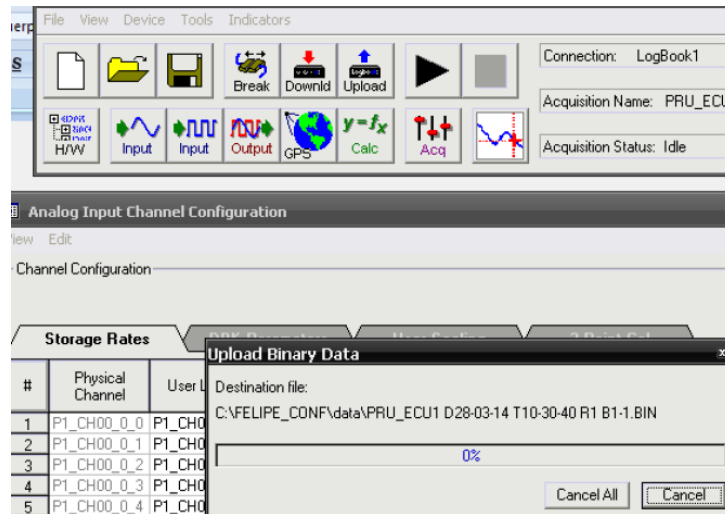 File View Device Tools Indicators
Break Downld Upload
Connection: LogBook1
Acquisition Name: PRU_ECU
H/W Input Input Output GPS y=fx Calc Acq
Acquisition Status: Idle
Analog Input Channel Configuration
View Edit
Channel Configuration
Storage Rates
# Physical Channel User L
Upload Binary Data
Destination file:
C:\FELIPE_CONF\data\PRU_ECU1 D28-03-14 T10-30-40 R1 B1-1.BIN
0%
Cancel All Cancel
1 P1_CH00_0_0 P1_CH0
2 P1_CH00_0_1 P1_CH0
3 P1_CH00_0_2 P1_CH0
4 P1_CH00_0_3 P1_CH0
5 P1_CH00_0_4 P1_CH0